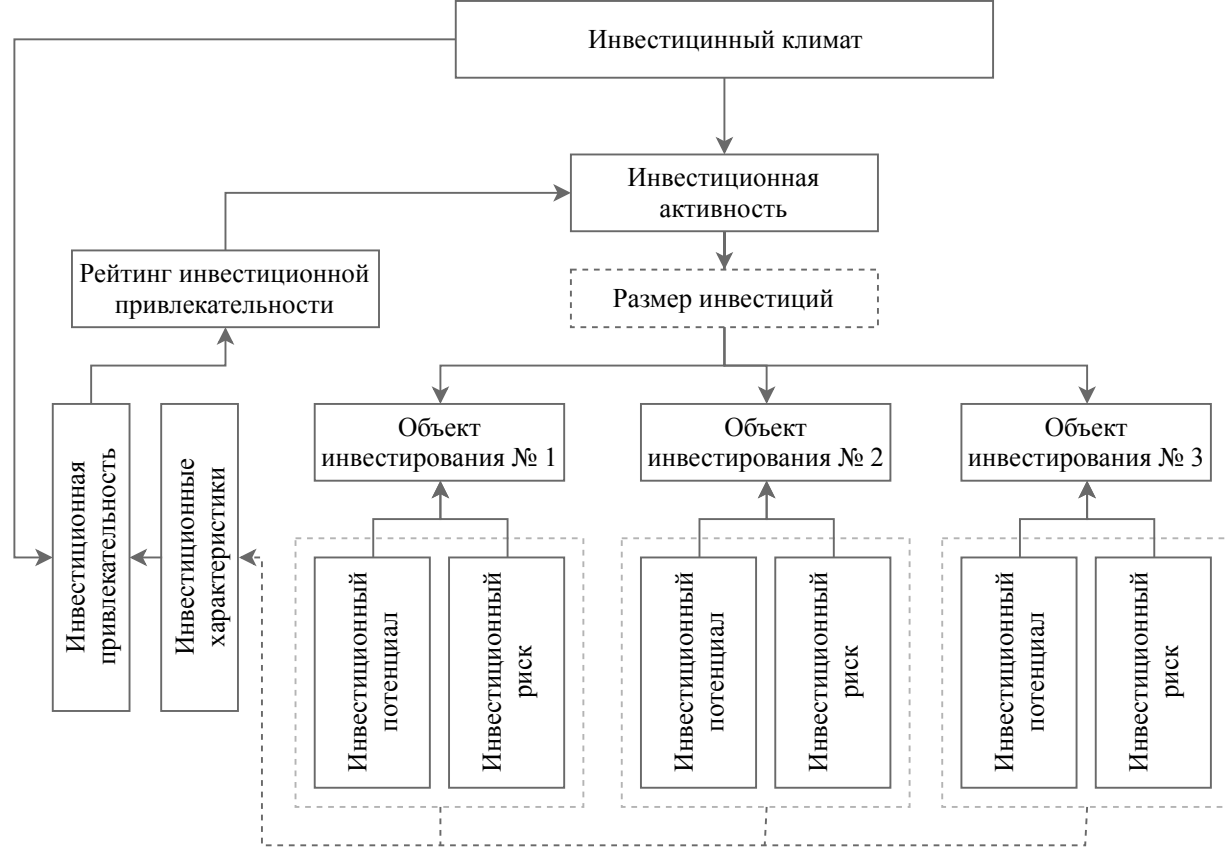 Инвестицинный климат
Инвестиционная
активность
Рейтинг инвестиционной
привлекательности
Размер инвестиций
Инвестиционная
привлекательность
Инвестиционные
характеристики
Объект
инвестирования № 1
Объект
инвестирования № 2
Объект
инвестирования № 3
Инвестиционный
потенциал
Инвестиционный
риск
Инвестиционный
потенциал
Инвестиционный
риск
Инвестиционный
потенциал
Инвестиционный
риск